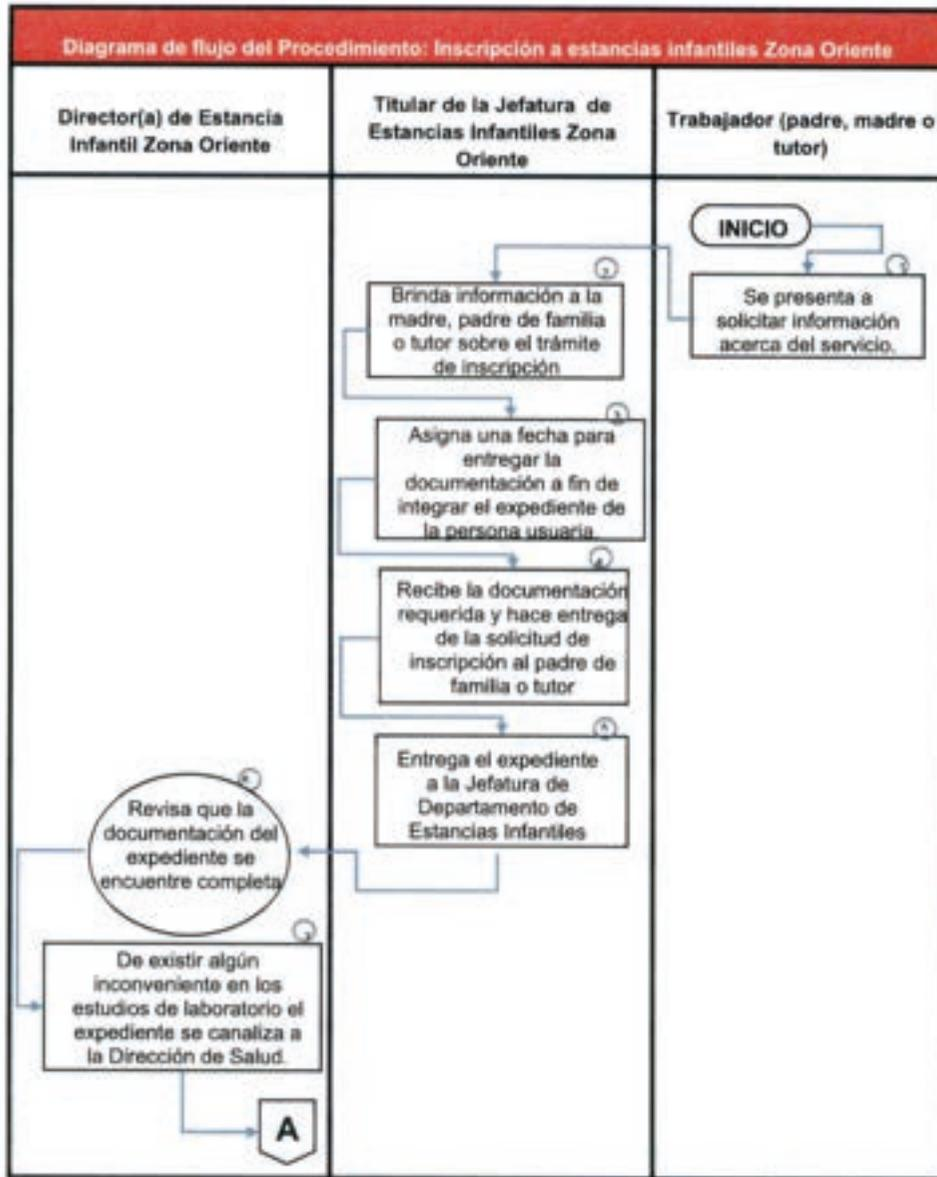 Diagrama de flujo del Procedimiento: Inscripción a estancias infantiles Zona Oriente
Director(a) de Estancia
Infantil Zona Oriente
Titular de la Jefatura de
Estancias Infantiles Zona
Oriente
Trabajador (padre, madre o
tutor)
INICIO
1
Se presenta a
solicitar información
acerca del servicio.
2
Brinda información a la
madre, padre de familia
o tutor sobre el trámite
de inscripción
3
Asigna una fecha para
entregar la
documentación a fin de
integrar el expediente de
la persona usuaria.
4
Recibe la documentación
requerida y hace entrega
de la solicitud de
inscripción al padre de
familia o tutor
5
Entrega el expediente
a la Jefatura de
Departamento de
Estancias Infantiles
Revisa que la
documentación del
expediente se
encuentre completa
De existir algún
inconveniente en los
estudios de laboratorio el
expediente se canaliza a
la Dirección de Salud.
A